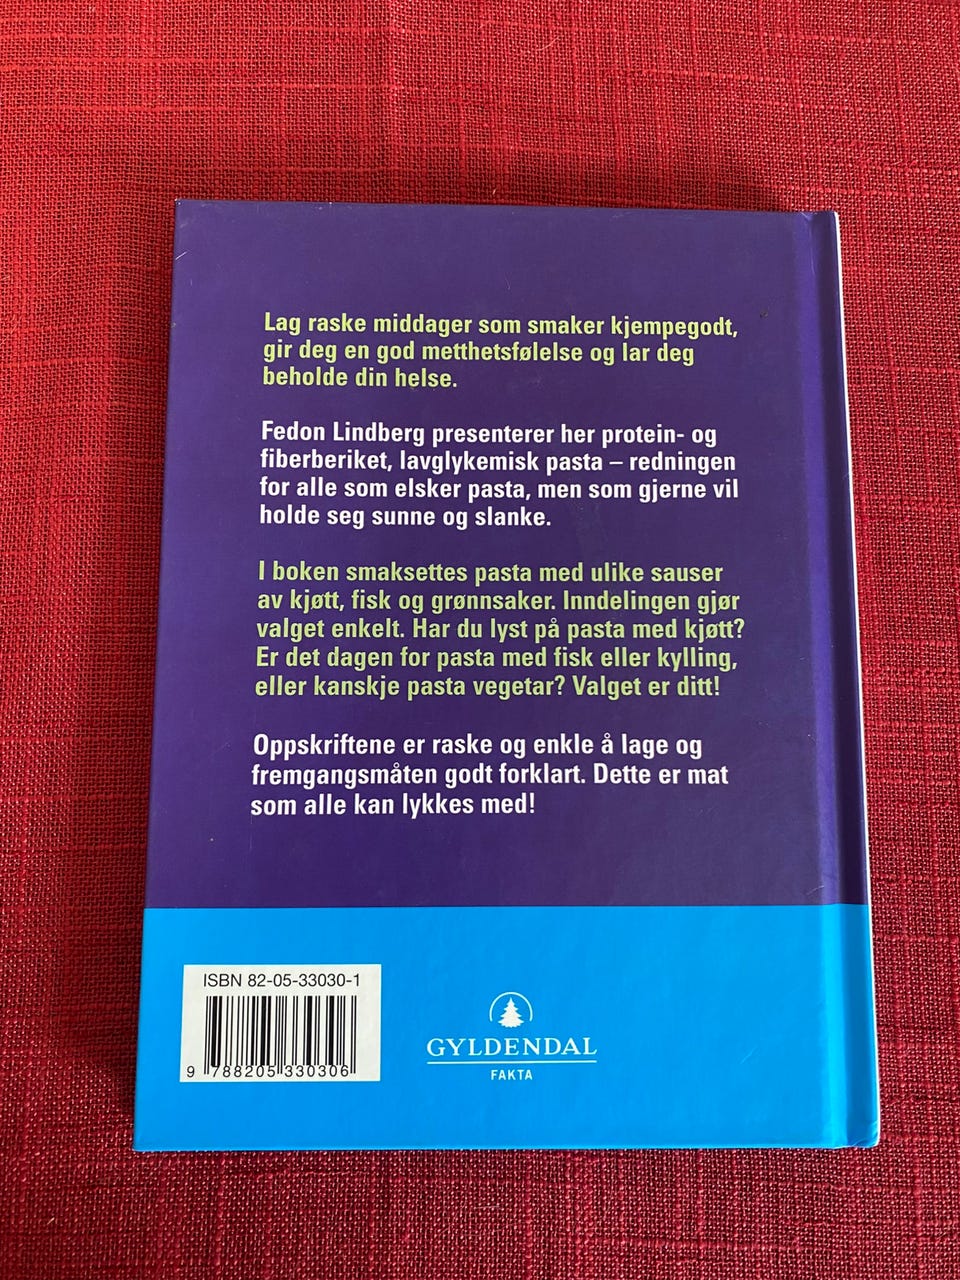 Lag raske middager som smaker kjempegodt,
gir deg en god metthetsfølelse og lar deg
beholde din helse.
Fedon Lindberg presenterer her protein- og
fiberberiket, lavglykemisk pasta – redningen
for alle som elsker pasta, men som gjerne vil
holde seg sunne og slanke.
I boken smaksettes pasta med ulike sauser
av kjøtt, fisk og grønnsaker. Inndelingen gjør
valget enkelt. Har du lyst på pasta med kjøtt?
Er det dagen for pasta med fisk eller kylling,
eller kanskje pasta vegetar? Valget er ditt!
Oppskriftene er raske og enkle å lage og
fremgangsmåten godt forklart. Dette er mat
som alle kan lykkes med!
ISBN 82-05-33030-1
9 788205 330306
GYLDENDAL
FAKTA